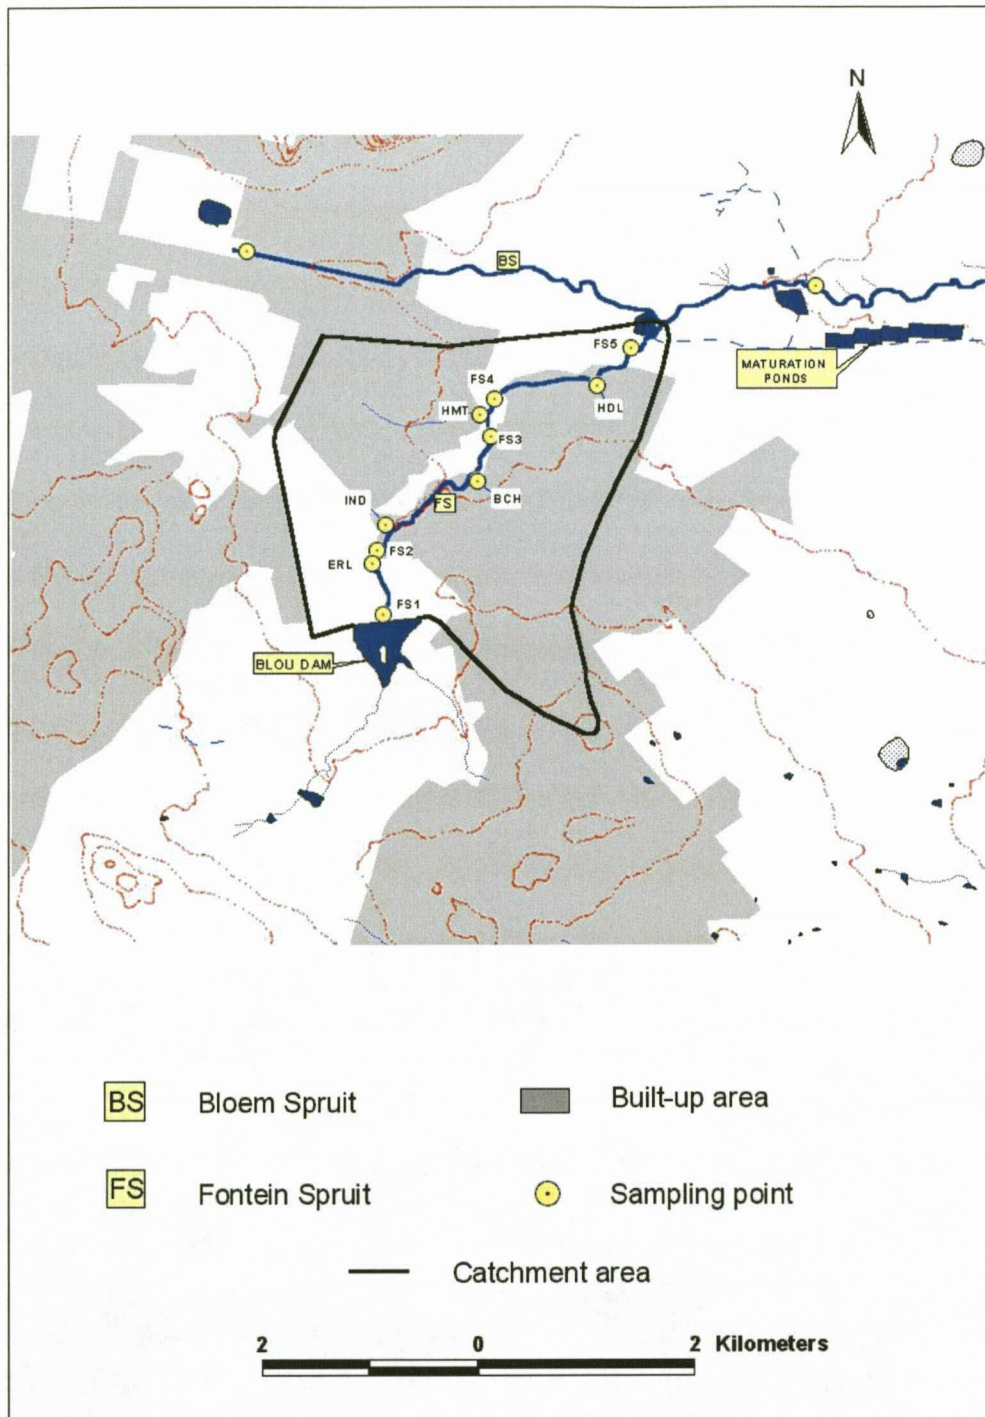 N
BS
FS5
MATURATION
PONDS
FS4
HMT
HDL
FS3
BCH
FS
IND
FS2
ERL
FS1
1
BLOU DAM
BS Bloem Spruit
Built-up area
FS Fontein Spruit
Sampling point
Catchment area
2 0 2 Kilometers